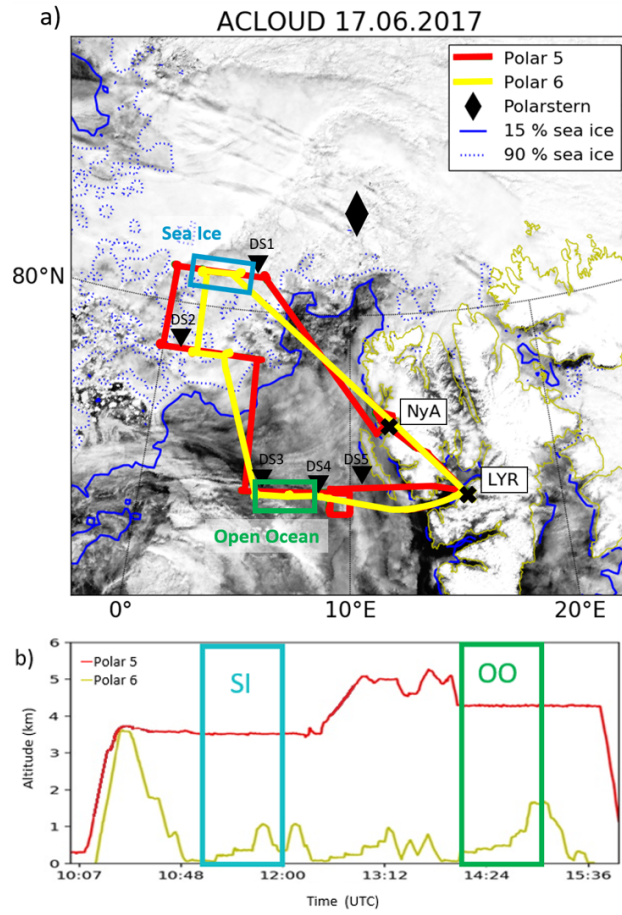 ACLOUD 17.06.2017
a)
Polar 5
Polar 6
Polarstern
15 % sea ice
90 % sea ice
Sea Ice
DS1
80°N
DS2
NyA
DS3
DS4
DS5
LYR
Open Ocean
0°
10°E
20°E
b)
6
Polar 5
Polar 6
SI
OO
5
4
3
2
1
0
Altitude (km)
10:07
10:48
12:00
13:12
14:24
15:36
Time (UTC)